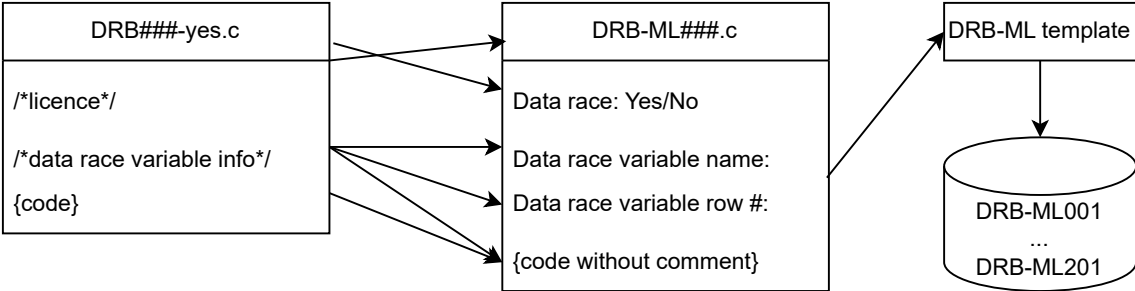 DRB###-yes.c
/*licence*/
/*data race variable info*/
{code}
DRB-ML###.c
Data race: Yes/No
Data race variable name:
Data race variable row #:
{code without comment}
DRB-ML template
DRB-ML001
...
DRB-ML201